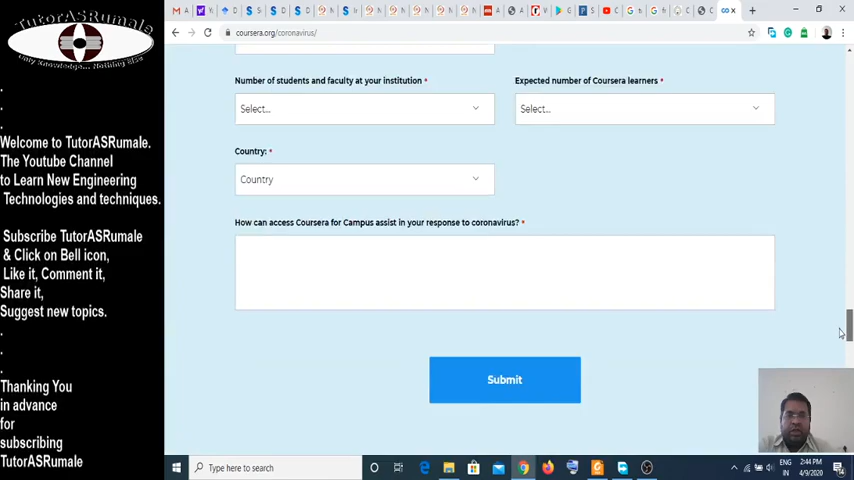 TutorASRumale
Only Knowledge... Nothing Else
.
.
.
Welcome to TutorASRumale.
The Youtube Channel
to Learn New Engineering
Technologies and techniques.
Subscribe TutorASRumale
& Click on Bell icon,
Like it, Comment it,
Share it,
Suggest new topics.
.
.
.
Thanking You
in advance
for
subscribing
TutorASRumale
coursera.org/coronavirus/
Number of students and faculty at your institution *
Expected number of Coursera learners *
Select...
Select...
Country: *
Country
How can access Coursera for Campus assist in your response to coronavirus? *
Submit
Type here to search
ENG
IN
2:44 PM
4/9/2020